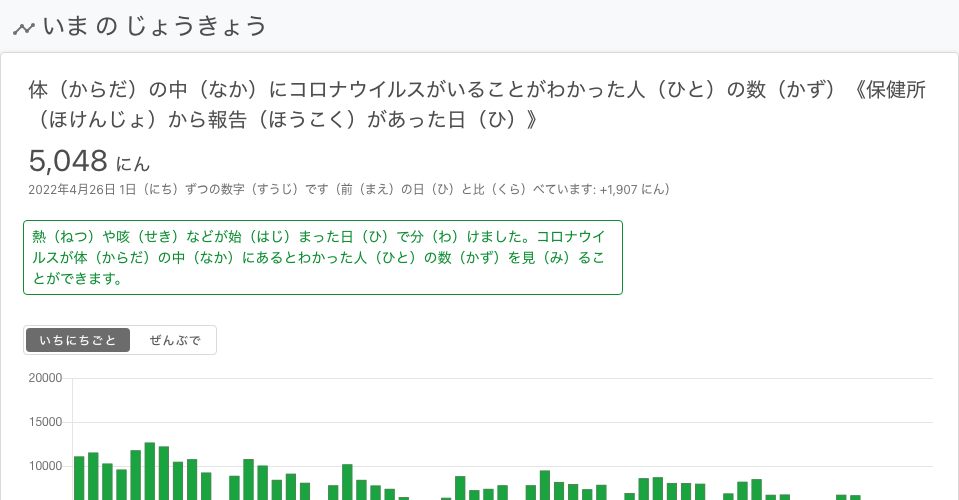 いま の じょうきょう
体（からだ）の中（なか）にコロナウイルスがいることがわかった人（ひと）の数（かず）《保健所
（ほけんじょ）から報告（ほうこく）があった日（ひ）》
5,048 にん
2022年4月26日 1日（にち）ずつの数字（すうじ）です（前（まえ）の日（ひ）と比（くら）べています: +1,907 にん）
熱（ねつ）や咳（せき）などが始（はじ）まった日（ひ）で分（わ）けました。コロナウイ
ルスが体（からだ）の中（なか）にあるとわかった人（ひと）の数（かず）を見（み）るこ
とができます。
いちにちごと ぜんぶで
20000
15000
10000